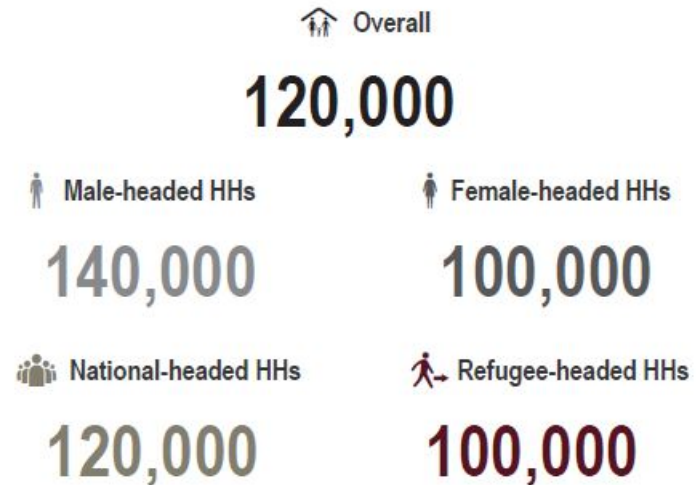 Overall
120,000
Male-headed HHs
Female-headed HHs
140,000
100,000
National-headed HHs
Refugee-headed HHs
120,000
100,000